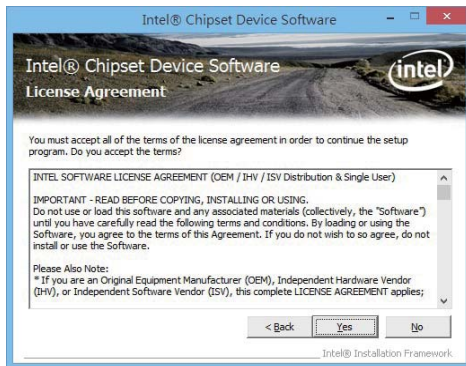 Intel® Chipset Device Software
Intel® Chipset Device Software
License Agreement
intel
You must accept all of the terms of the license agreement in order to continue the setup
program. Do you accept the terms?
INTEL SOFTWARE LICENSE AGREEMENT (OEM / IHV / ISV Distribution & Single User)
IMPORTANT - READ BEFORE COPYING, INSTALLING OR USING.
Do not use or load this software and any associated materials (collectively, the "Software")
until you have carefully read the following terms and conditions. By loading or using the
Software, you agree to the terms of this Agreement. If you do not wish to so agree, do not
install or use the Software.
Please Also Note:
* If you are an Original Equipment Manufacturer (OEM), Independent Hardware Vendor
(IHV), or Independent Software Vendor (ISV), this complete LICENSE AGREEMENT applies;
< Back Yes No
Intel® Installation Framework